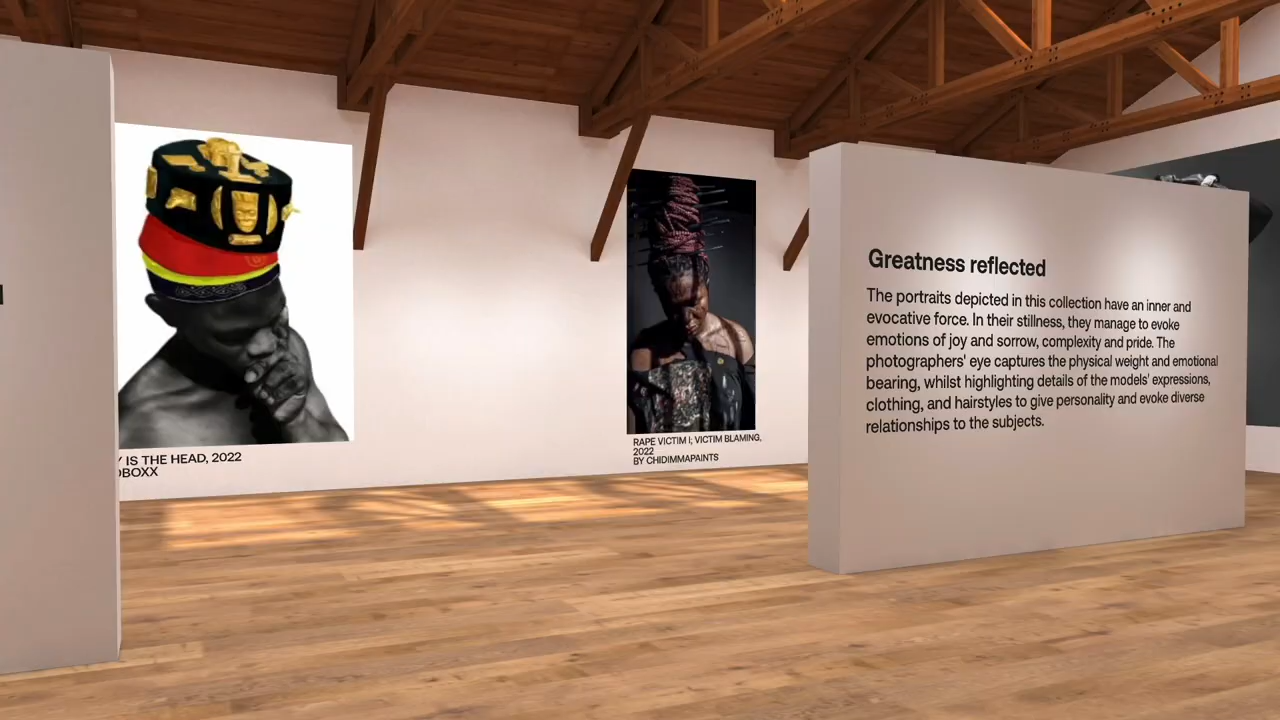 IS THE HEAD, 2022
RAPE VICTIM I; VICTIM BLAMING,
2022
BY CHIDIMMAPAINTS
Greatness reflected
The portraits depicted in this collection have an inner and
evocative force. In their stillness, they manage to evoke
emotions of joy and sorrow, complexity and pride. The
photographers' eye captures the physical weight and emotional
bearing, whilst highlighting details of the models' expressions,
clothing, and hairstyles to give personality and evoke diverse
relationships to the subjects.